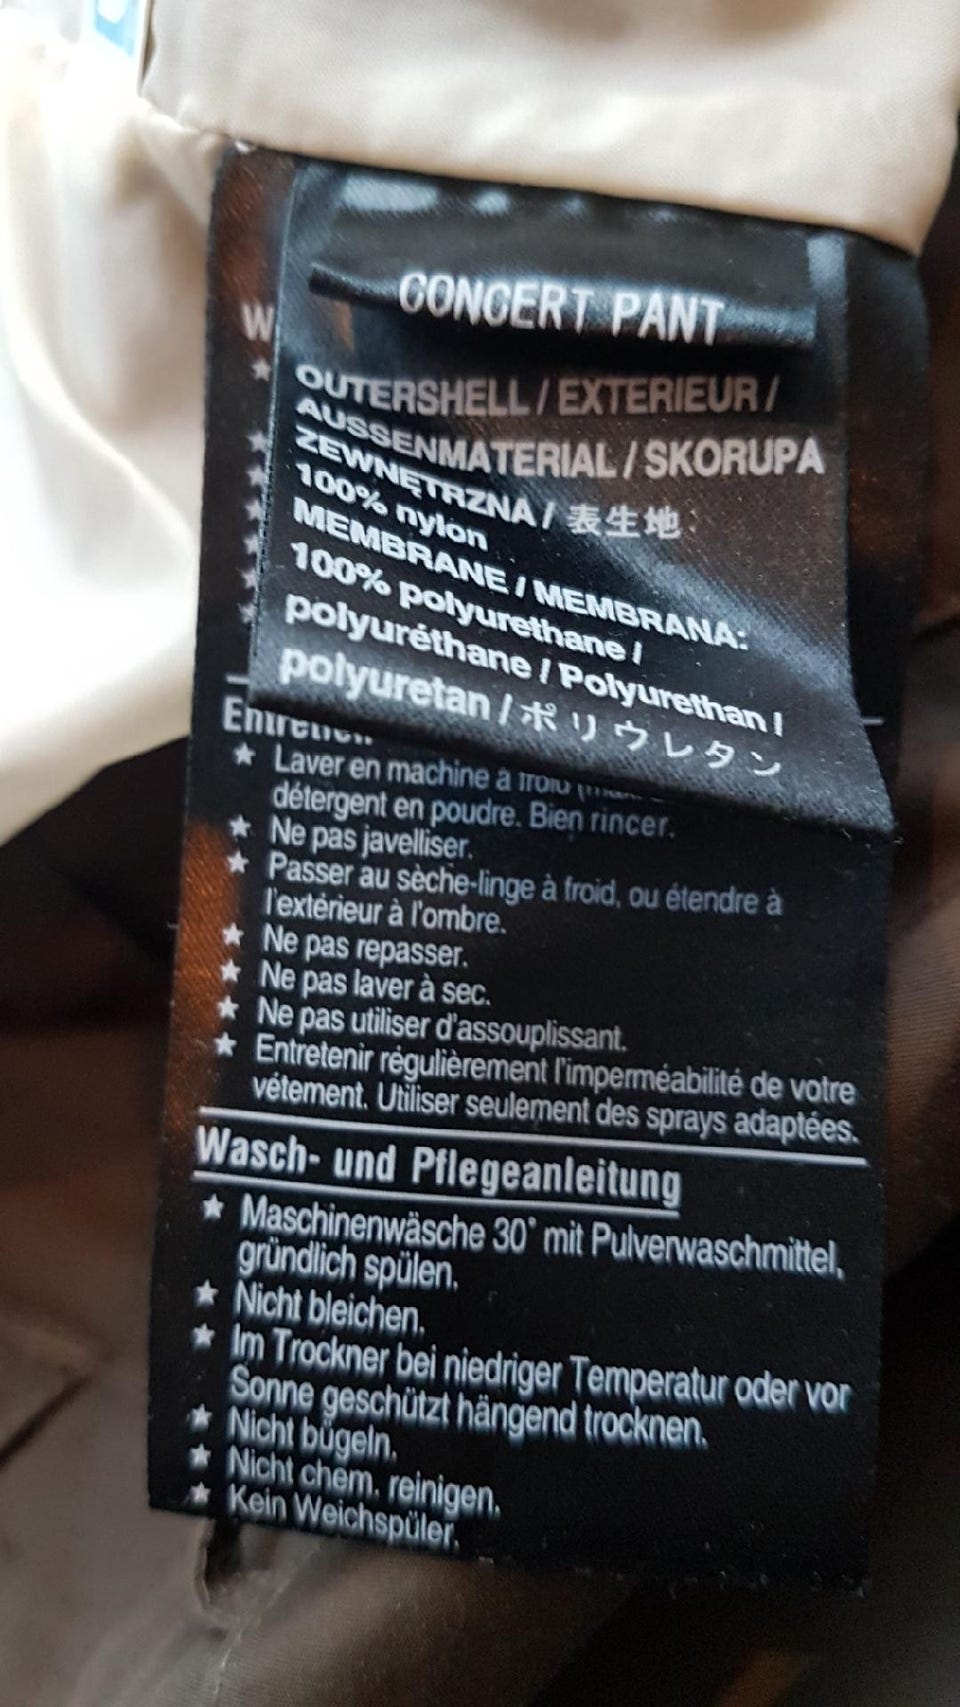 CONCERT PANT
OUTERSHELL / EXTERIEUR /
AUSSENMATERIAL / SKORUPA
ZEWNĘTRZNA / 表生地
100% nylon
MEMBRANE / MEMBRANA:
100% polyurethane /
polyuréthane / Polyurethan /
polyuretan / ポリウレタン
W
Entretien
★ Laver en machine à froid
détergent en poudre. Bien rincer.
★ Ne pas javelliser.
★ Passer au sèche-linge à froid, ou étendre à
l'extérieur à l'ombre.
★ Ne pas repasser.
★ Ne pas laver à sec.
★ Ne pas utiliser d'assouplissant.
★ Entretenir régulièrement l'imperméabilité de votre
vétement. Utiliser seulement des sprays adaptées.
Wasch- und Pflegeanleitung
★ Maschinenwäsche 30° mit Pulverwaschmittel,
gründlich spülen.
★ Nicht bleichen.
★ Im Trockner bei niedriger Temperatur oder vor
Sonne geschützt hängend trocknen.
★ Nicht bügeln.
★ Nicht chem. reinigen.
★ Kein Weichspüler.